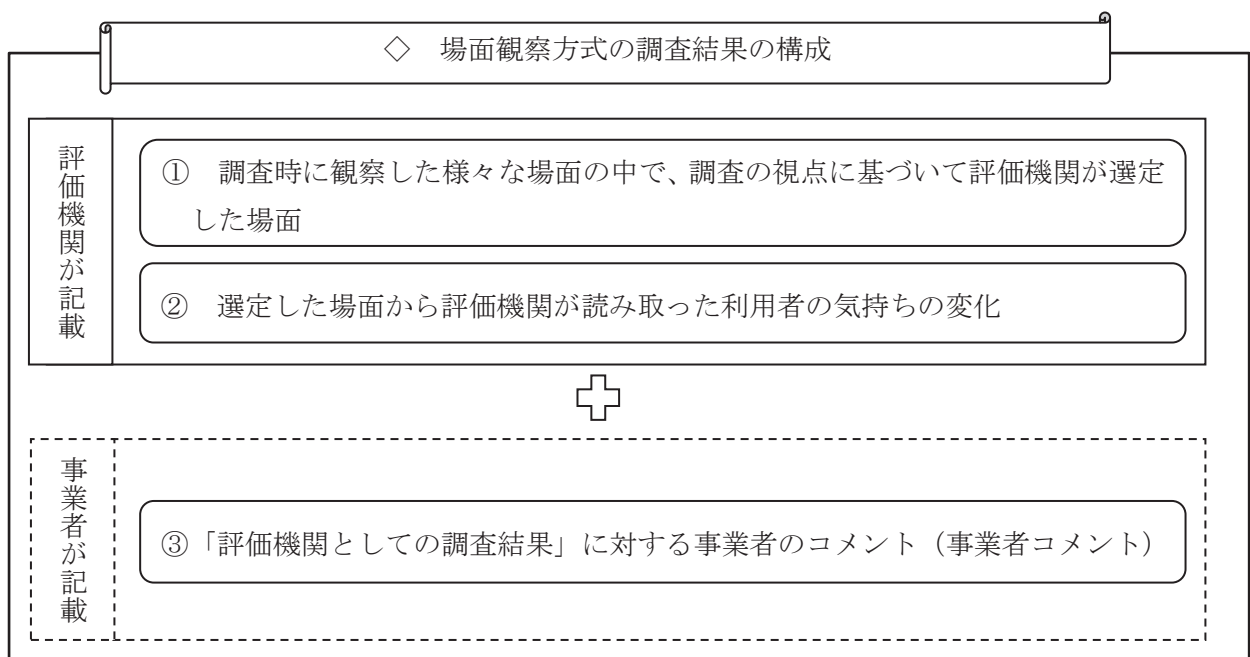 ◇ 場面観察方式の調査結果の構成
評価機関が記載
① 調査時に観察した様々な場面の中で、調査の視点に基づいて評価機関が選定
した場面
② 選定した場面から評価機関が読み取った利用者の気持ちの変化
事業者が記載
③「評価機関としての調査結果」に対する事業者のコメント（事業者コメント）